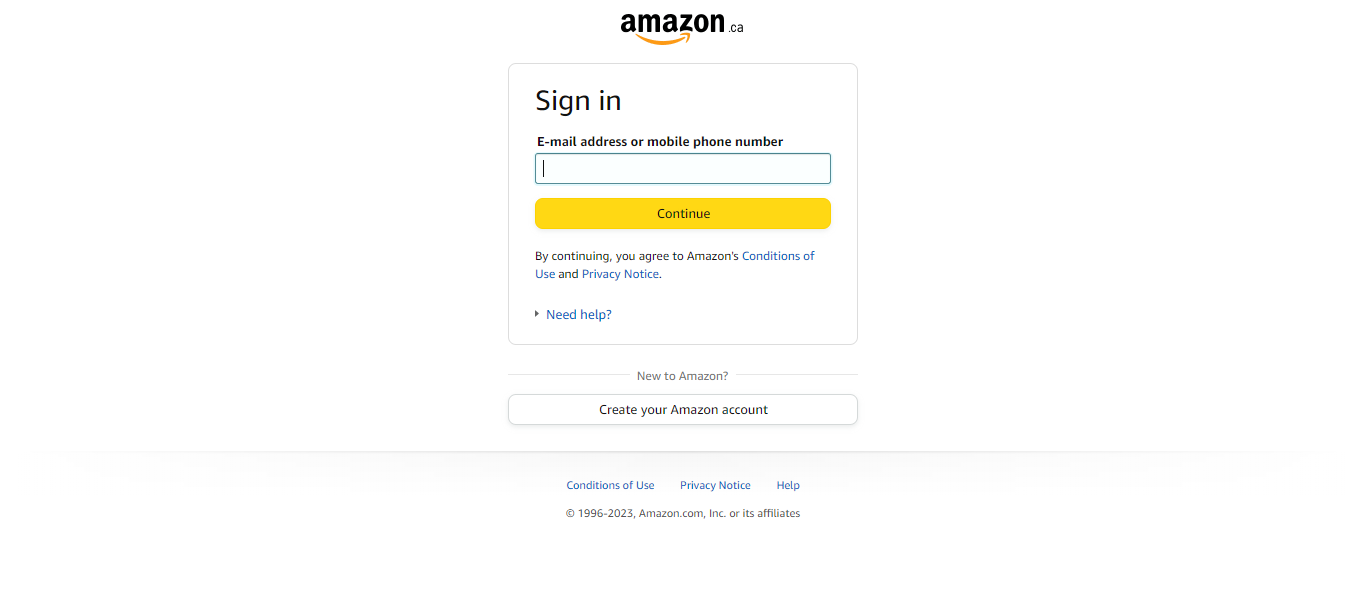 amazon.ca
Sign in
E-mail address or mobile phone number
Continue
By continuing, you agree to Amazon's Conditions of
Use and Privacy Notice.
Need help?
New to Amazon?
Create your Amazon account
Conditions of Use Privacy Notice Help
© 1996-2023, Amazon.com, Inc. or its affiliates